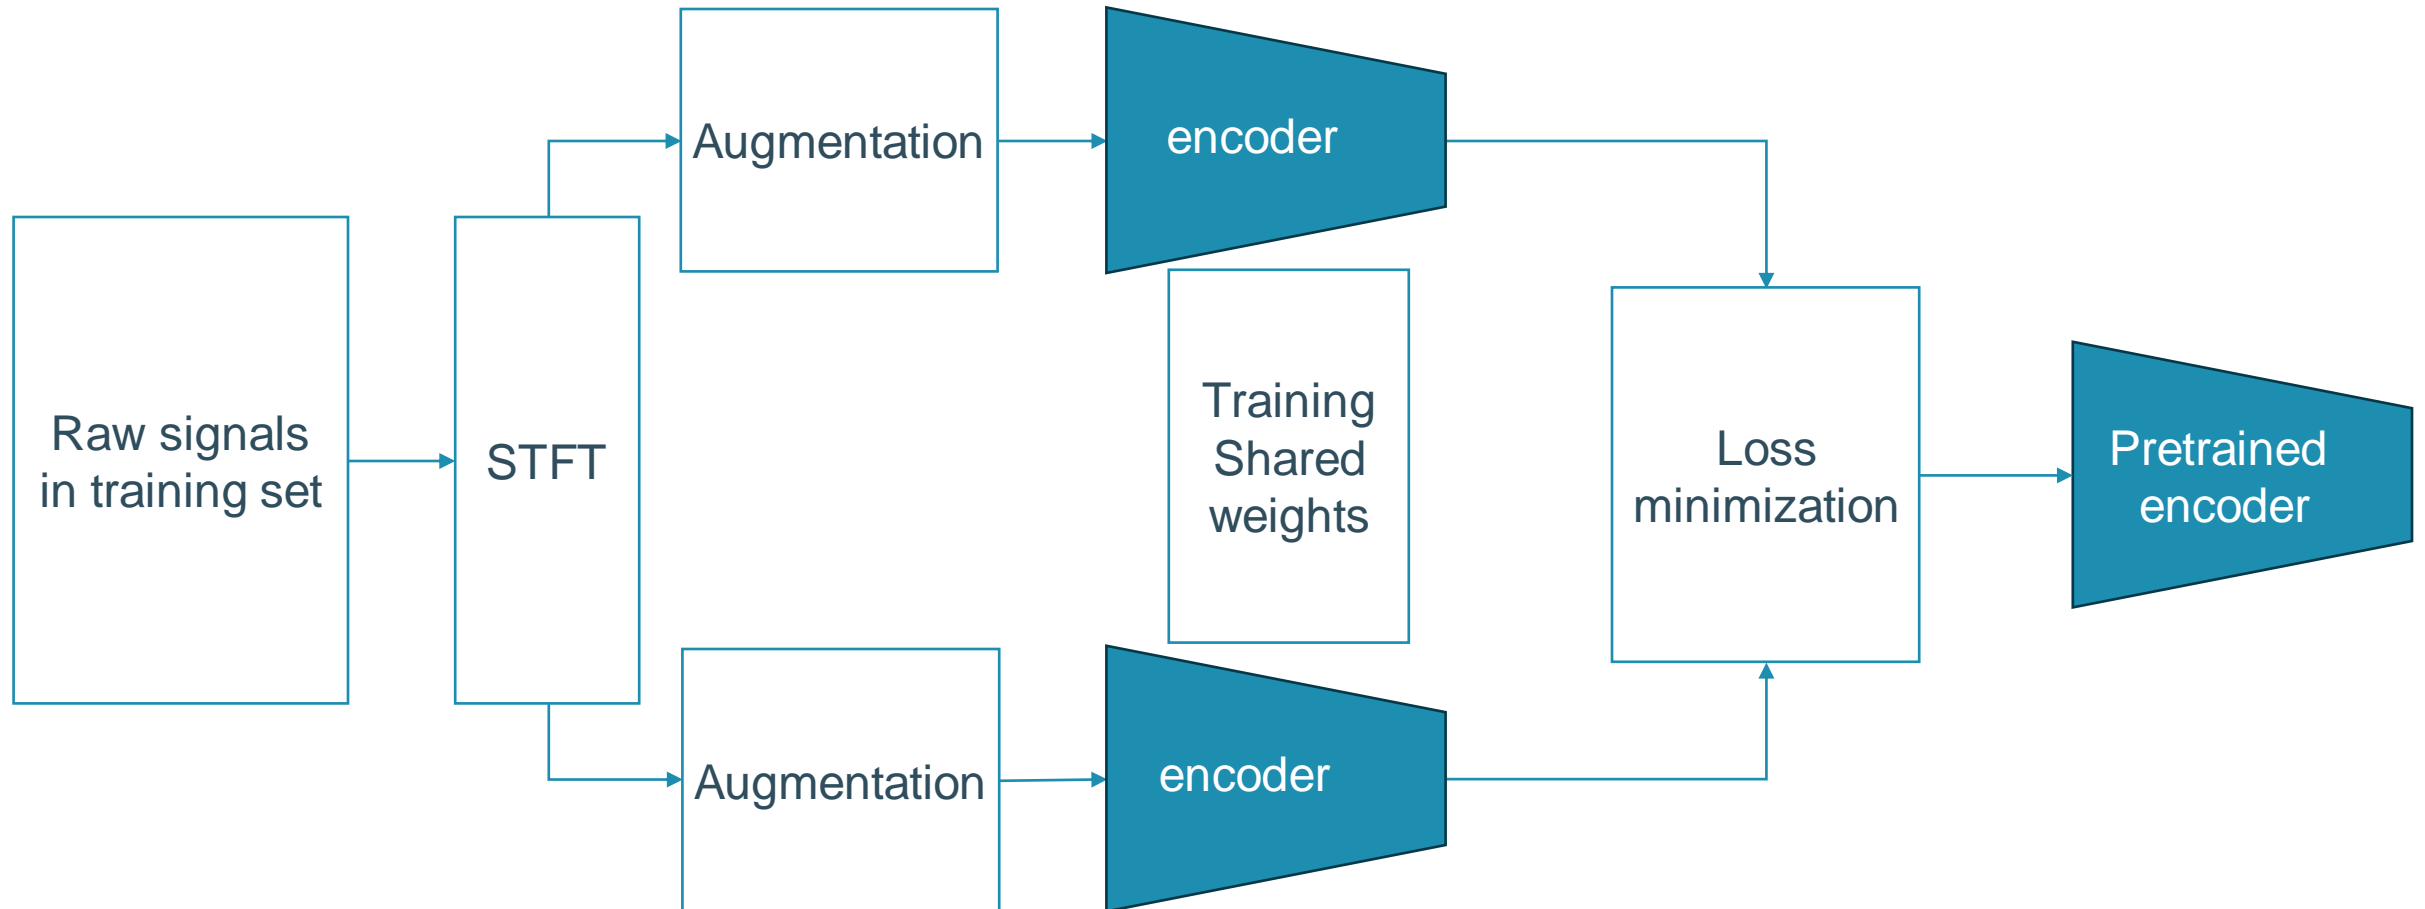 Raw signals
in training set
STFT
Augmentation
encoder
Training
Shared
weights
Augmentation
encoder
Loss
minimization
Pretrained
encoder